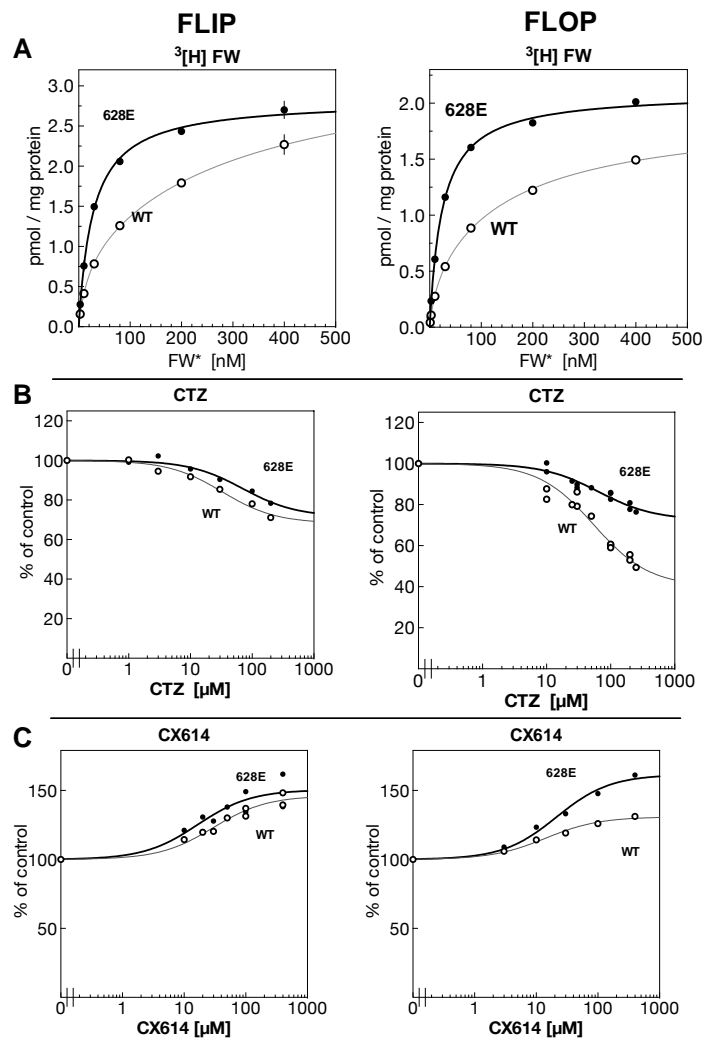 FLIP FLOP
A ³[H] FW ³[H] FW
3.0
2.5
2.0
1.5
1.0
0.5
0.0
pmol / mg protein
628E
WT
100 200 300 400 500
FW* [nM]
2.0
1.5
1.0
0.5
0.0
pmol / mg protein
628E
WT
100 200 300 400 500
FW* [nM]
B CTZ CTZ
120
100
80
60
40
20
% of control
628E
WT
0 1 10 100 1000
CTZ [µM]
120
100
80
60
40
20
% of control
628E
WT
0 1 10 100 1000
CTZ [µM]
C CX614 CX614
150
100
50
% of control
628E
WT
0 1 10 100 1000
CX614 [µM]
150
100
50
% of control
628E
WT
0 1 10 100 1000
CX614 [µM]